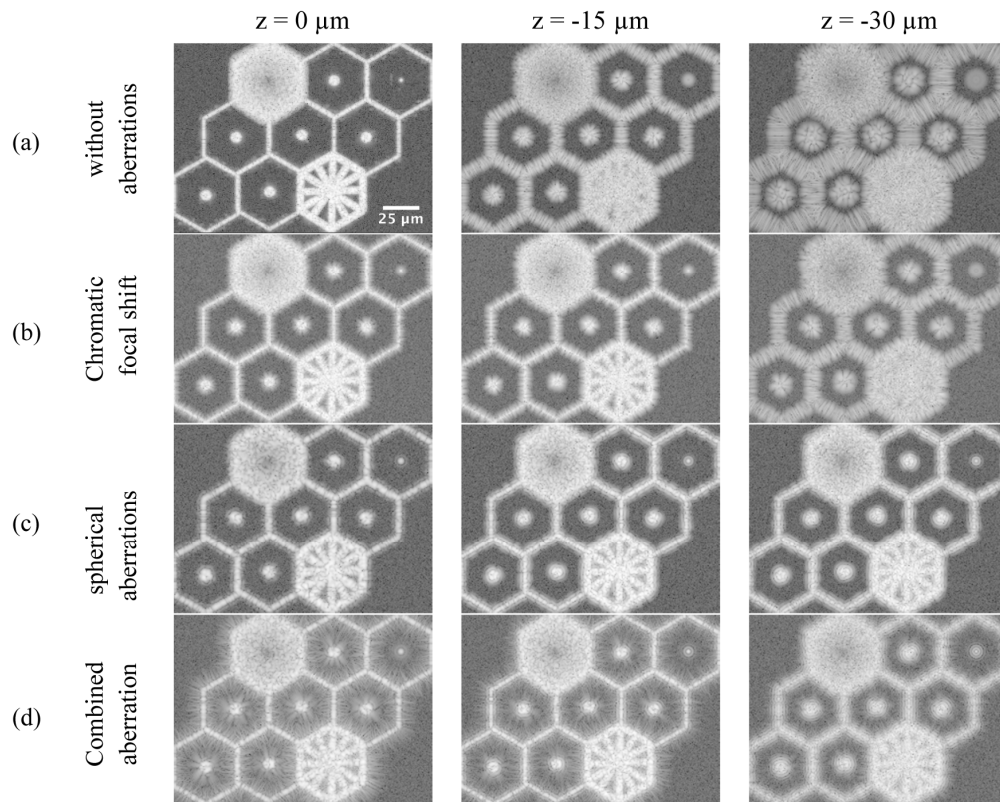 z = 0 µm z = -15 µm z = -30 µm
(a)
without
aberrations
25 µm
(b)
Chromatic
focal shift
(c)
spherical
aberrations
(d)
Combined
aberration